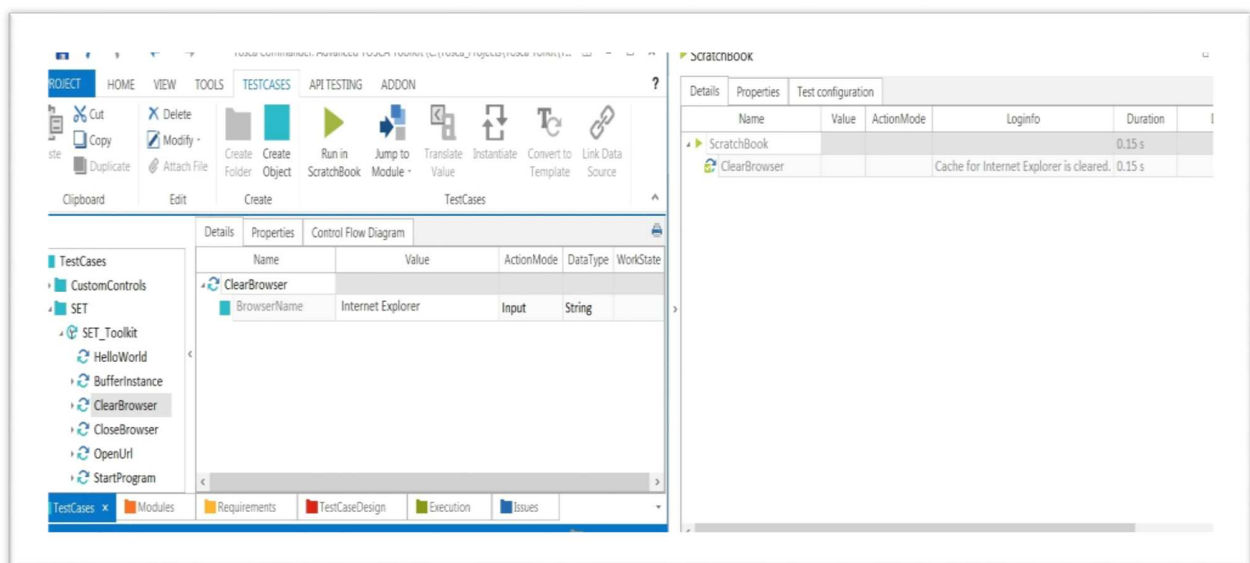 ScratchBook
HOME VIEW TOOLS TESTCASES API TESTING ADDON ?
Cut
Copy
Duplicate
Clipboard
Delete
Modify
Attach File
Edit
Create Folder
Create Object
Create
Run in ScratchBook
Jump to Module
Translate Value
Instantiate
Convert to Template
Link Data Source
TestCases
Details Properties Control Flow Diagram
Name Value ActionMode DataType WorkState
ClearBrowser
BrowserName Internet Explorer Input String
TestCases
CustomControls
SET
SET_Toolkit
HelloWorld
BufferInstance
ClearBrowser
CloseBrowser
OpenUrl
StartProgram
TestCases x Modules Requirements TestCaseDesign Execution Issues
Details Properties Test configuration
Name Value ActionMode Loginfo Duration
ScratchBook 0.15 s
ClearBrowser Cache for Internet Explorer is cleared. 0.15 s